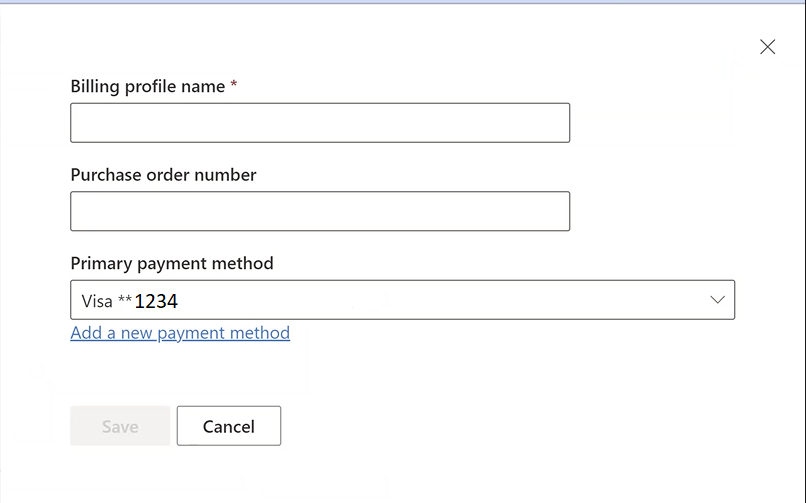 Billing profile name *
Purchase order number
Primary payment method
Visa **1234
Add a new payment method
Save Cancel